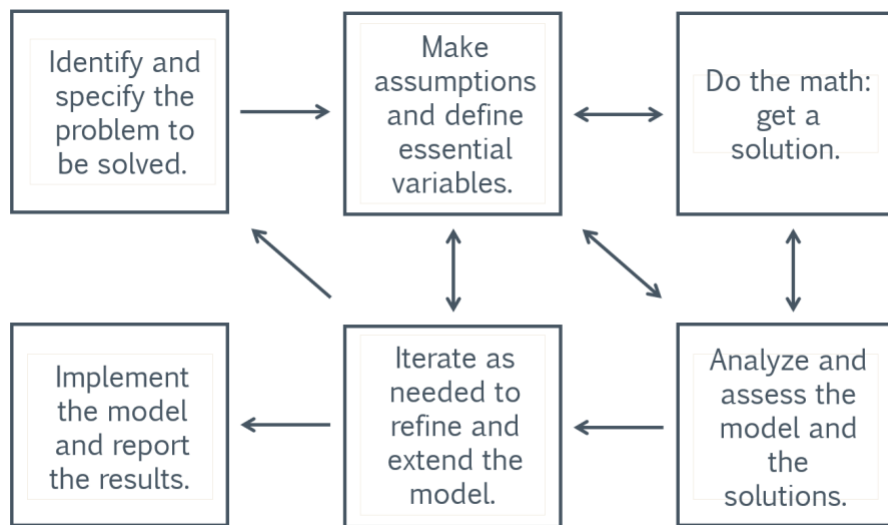 Identify and
specify the
problem to
be solved.
Make
assumptions
and define
essential
variables.
Do the math:
get a
solution.
Implement
the model
and report
the results.
Iterate as
needed to
refine and
extend the
model.
Analyze and
assess the
model and
the
solutions.